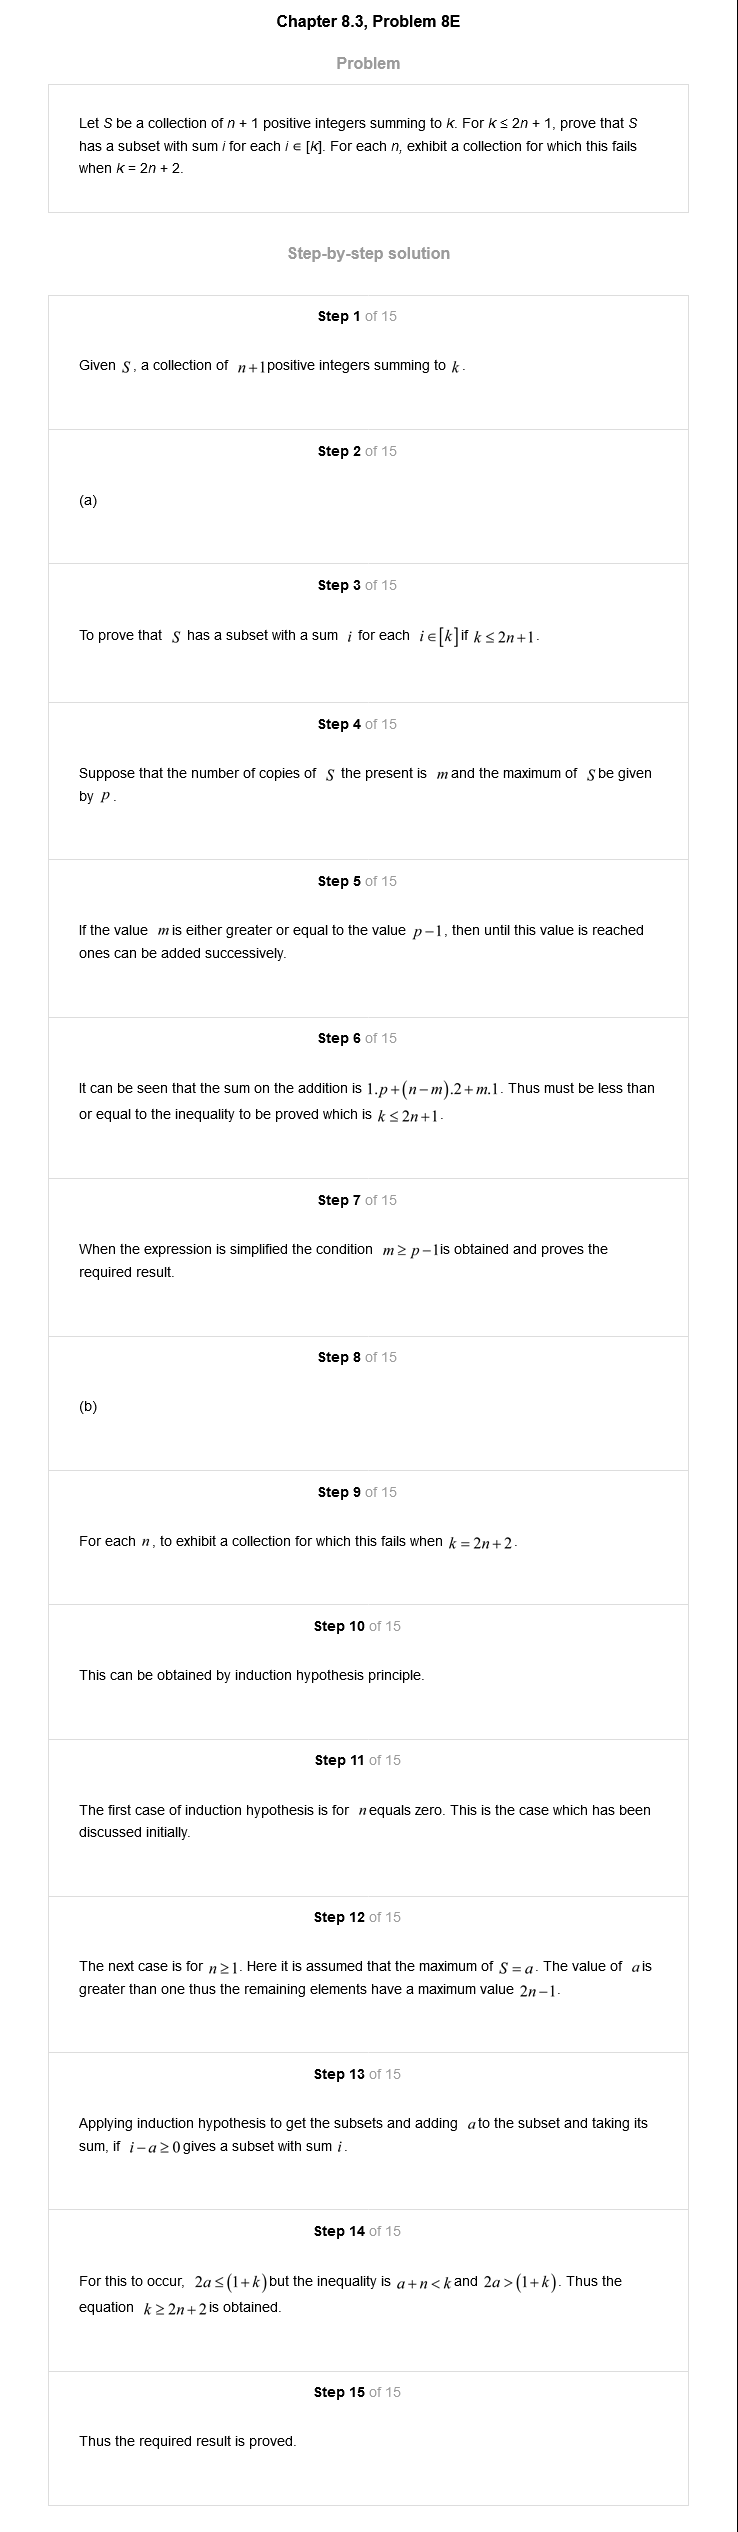 Chapter 8.3, Problem 8E
Problem
Let S be a collection of n + 1 positive integers summing to k. For k ≤ 2n + 1, prove that S
has a subset with sum i for each i ∈ [k]. For each n, exhibit a collection for which this fails
when k = 2n + 2.
Step-by-step solution
Step 1 of 15
Given S, a collection of n+1 positive integers summing to k.
Step 2 of 15
(a)
Step 3 of 15
To prove that S has a subset with a sum i for each i∈[k] if k ≤ 2n+1.
Step 4 of 15
Suppose that the number of copies of S the present is m and the maximum of S be given
by p.
Step 5 of 15
If the value m is either greater or equal to the value p−1, then until this value is reached
ones can be added successively.
Step 6 of 15
It can be seen that the sum on the addition is 1.p+(n−m).2+m.1. Thus must be less than
or equal to the inequality to be proved which is k ≤ 2n+1.
Step 7 of 15
When the expression is simplified the condition m ≥ p−1 is obtained and proves the
required result.
Step 8 of 15
(b)
Step 9 of 15
For each n, to exhibit a collection for which this fails when k = 2n+2.
Step 10 of 15
This can be obtained by induction hypothesis principle.
Step 11 of 15
The first case of induction hypothesis is for n equals zero. This is the case which has been
discussed initially.
Step 12 of 15
The next case is for n ≥ 1. Here it is assumed that the maximum of S = a. The value of a is
greater than one thus the remaining elements have a maximum value 2n−1.
Step 13 of 15
Applying induction hypothesis to get the subsets and adding a to the subset and taking its
sum, if i−a ≥ 0 gives a subset with sum i.
Step 14 of 15
For this to occur, 2a ≤ (1+k) but the inequality is a+n < k and 2a > (1+k). Thus the
equation k ≥ 2n+2 is obtained.
Step 15 of 15
Thus the required result is proved.